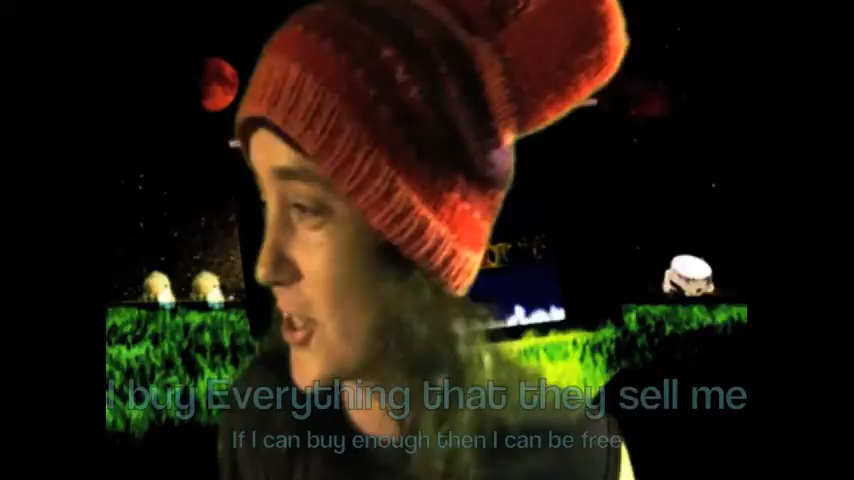 I buy Everything that they sell me
If I can buy enough then I can be free